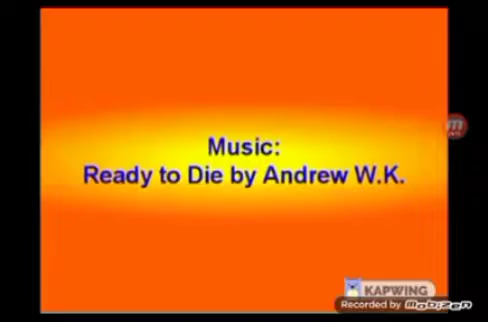 Music:
Ready to Die by Andrew W.K.
KAPWING
Recorded by Mobizen